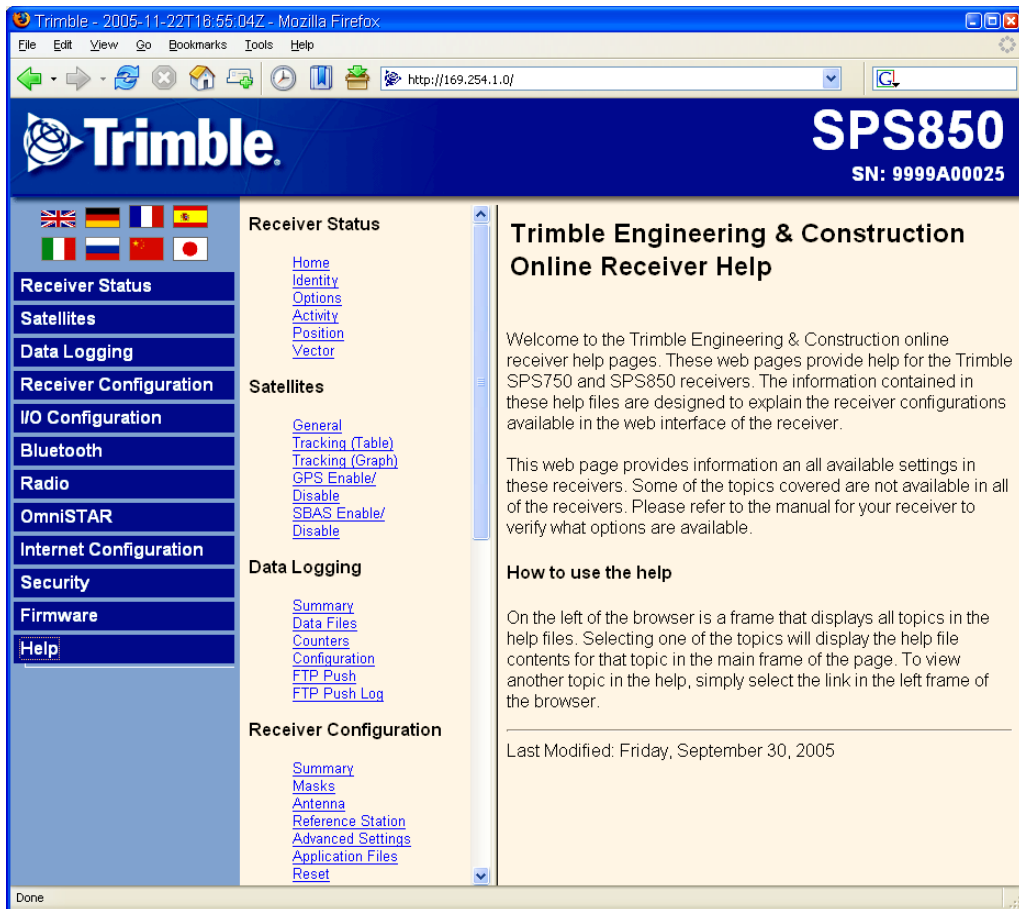 Trimble - 2005-11-22T16:55:04Z - Mozilla Firefox
File Edit View Go Bookmarks Tools Help
http://169.254.1.0/
G
Trimble.
SPS850
SN: 9999A00025
Receiver Status
Satellites
Data Logging
Receiver Configuration
I/O Configuration
Bluetooth
Radio
OmniSTAR
Internet Configuration
Security
Firmware
Help
Receiver Status
Home
Identity
Options
Activity
Position
Vector
Satellites
General
Tracking (Table)
Tracking (Graph)
GPS Enable/
Disable
SBAS Enable/
Disable
Data Logging
Summary
Data Files
Counters
Configuration
FTP Push
FTP Push Log
Receiver Configuration
Summary
Masks
Antenna
Reference Station
Advanced Settings
Application Files
Reset
Trimble Engineering & Construction
Online Receiver Help
Welcome to the Trimble Engineering & Construction online
receiver help pages. These web pages provide help for the Trimble
SPS750 and SPS850 receivers. The information contained in
these help files are designed to explain the receiver configurations
available in the web interface of the receiver.
This web page provides information an all available settings in
these receivers. Some of the topics covered are not available in all
of the receivers. Please refer to the manual for your receiver to
verify what options are available.
How to use the help
On the left of the browser is a frame that displays all topics in the
help files. Selecting one of the topics will display the help file
contents for that topic in the main frame of the page. To view
another topic in the help, simply select the link in the left frame of
the browser.
Last Modified: Friday, September 30, 2005
Done